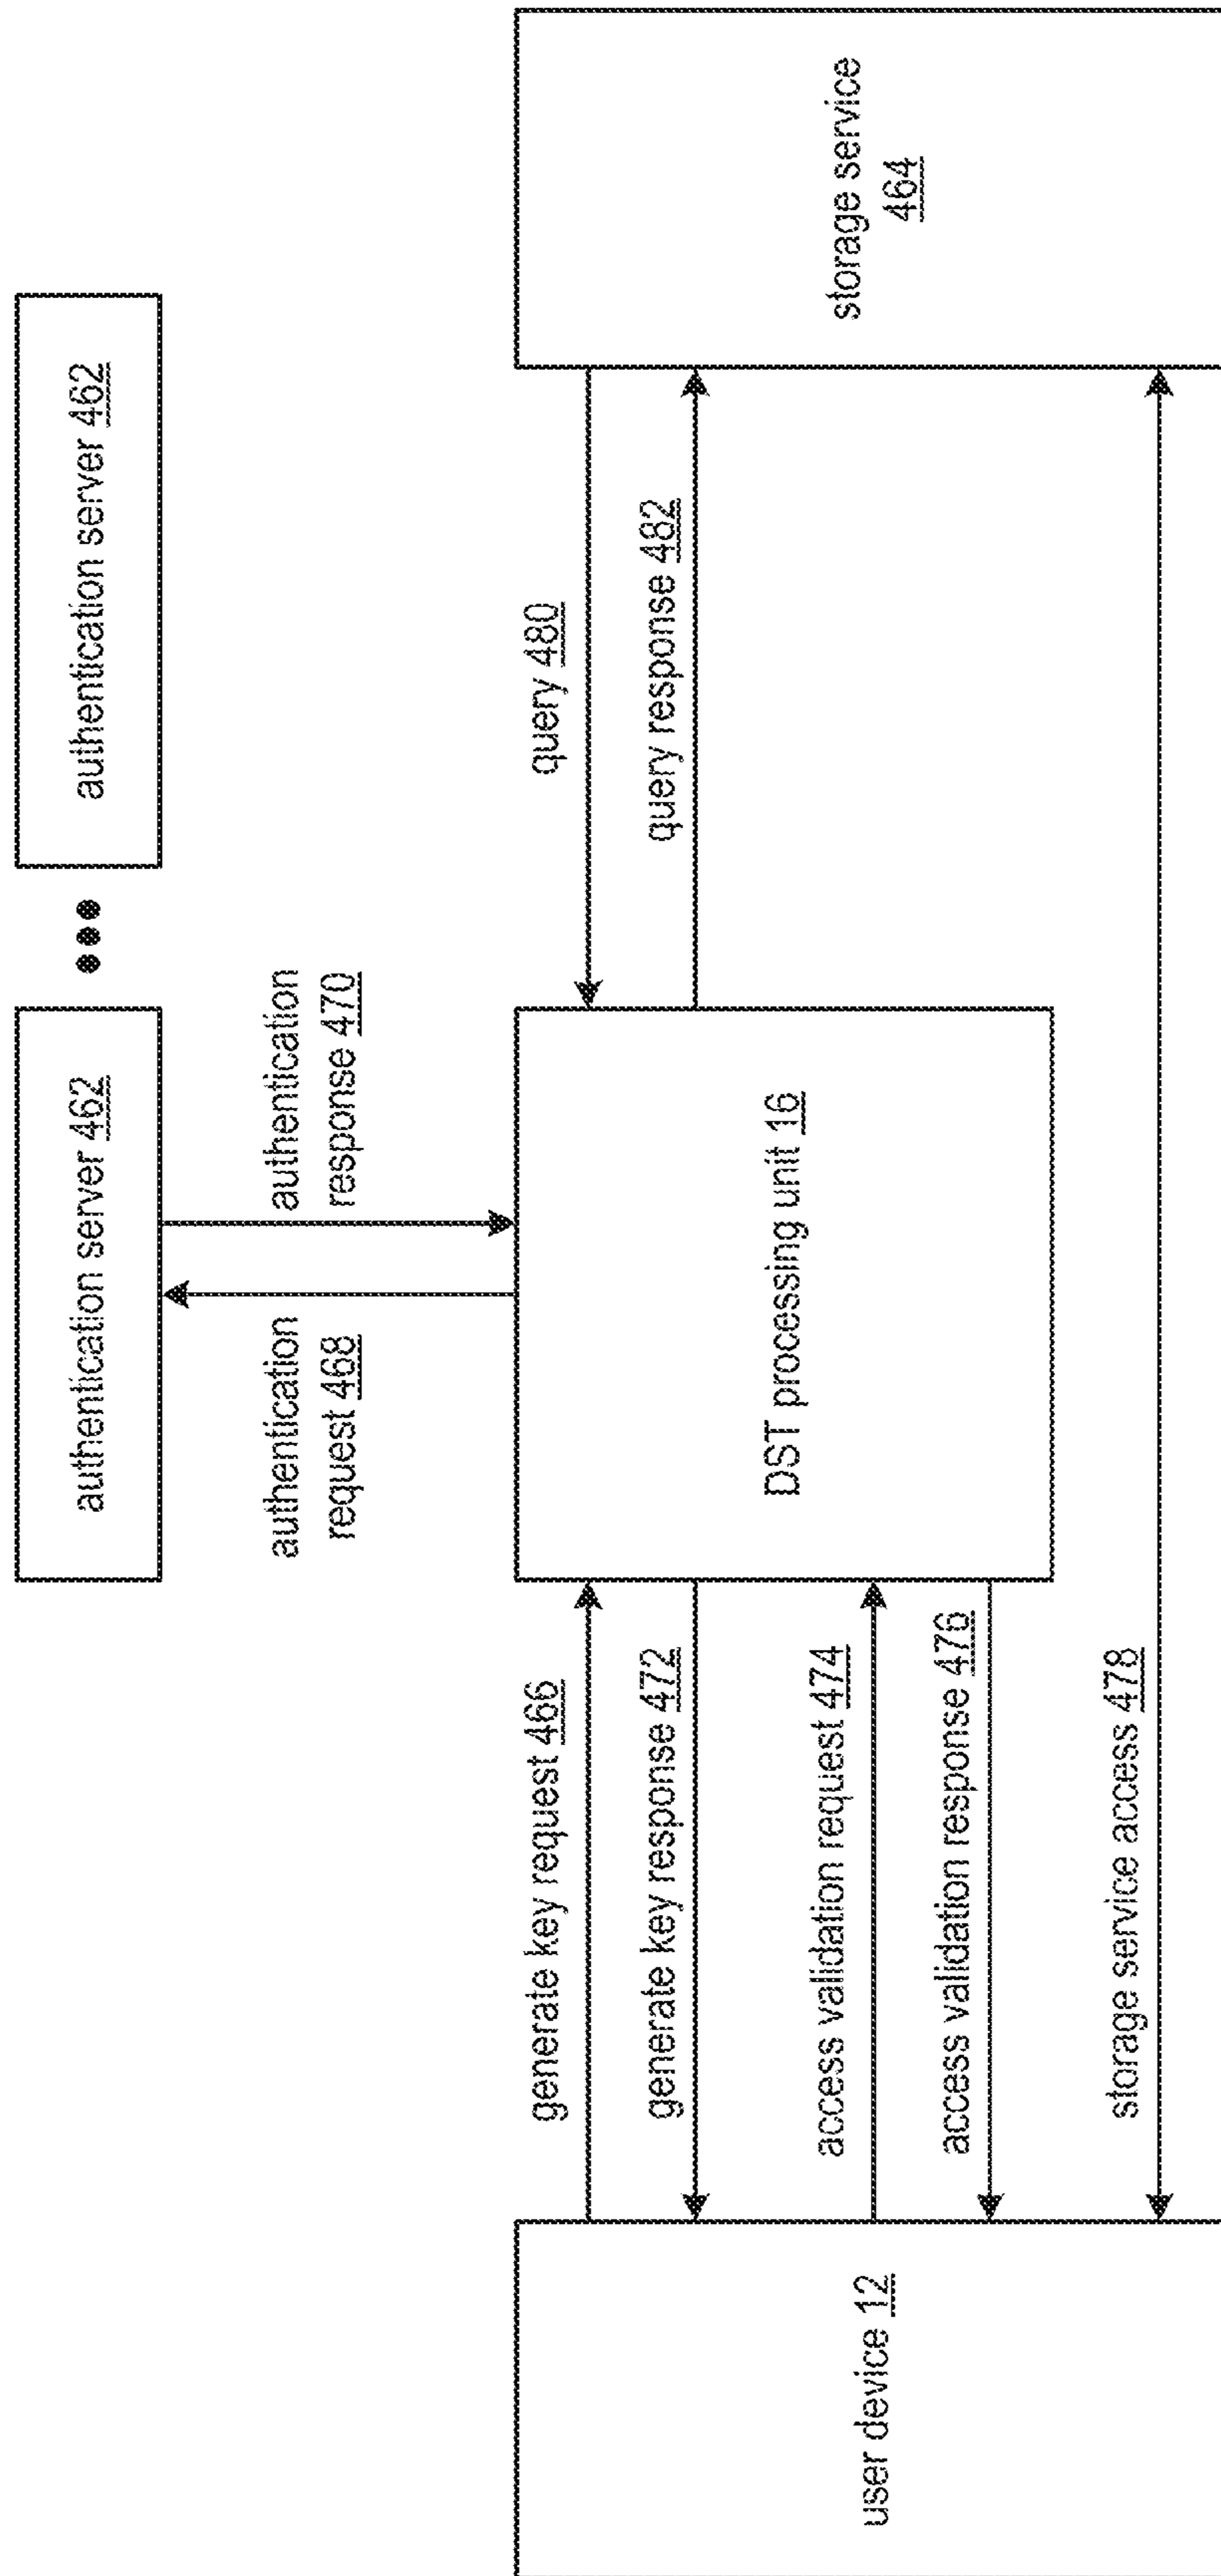 authentication server 462
authentication server 462
authentication
request 468
authentication
response 470
generate key request 466
generate key response 472
access validation request 474
access validation response 476
storage service access 478
user device 12
DST processing unit 16
query 480
query response 482
storage service
464